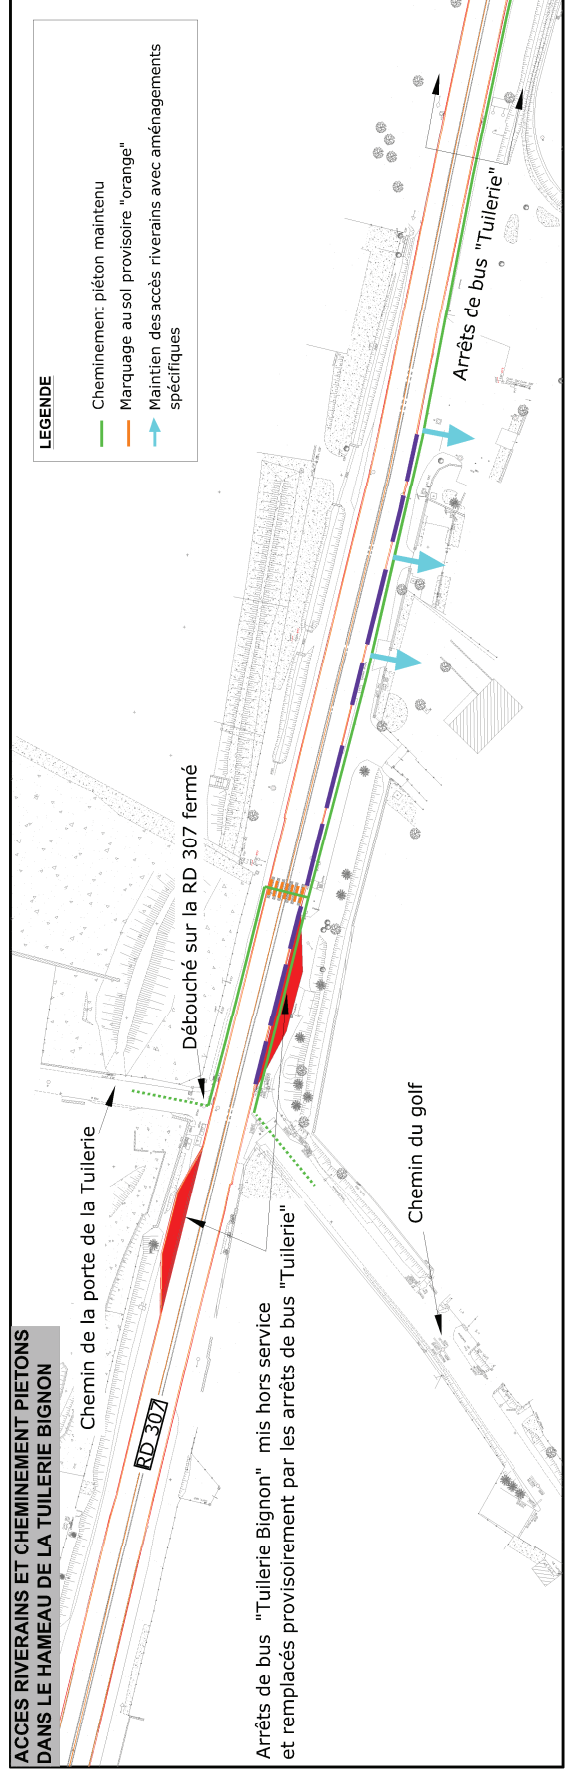 ACCES RIVERAINS ET CHEMINEMENT PIETONS
DANS LE HAMEAU DE LA TUILERIE BIGNON
LEGENDE
Cheminemen: piéton maintenu
Marquage au sol provisoire "orange"
Maintien des accès riverains avec aménagements
spécifiques
Chemin de la porte de la Tuilerie
Débouché sur la RD 307 fermé
RD 307
Arrêts de bus "Tuilerie"
Chemin du golf
Arrêts de bus "Tuilerie Bignon" mis hors service
et remplacés provisoirement par les arrêts de bus "Tuilerie"